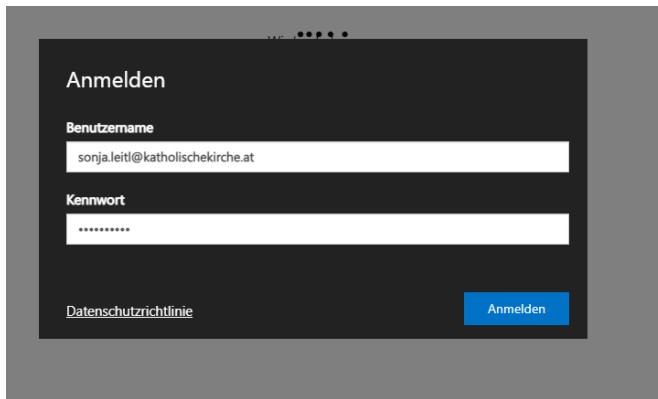 Anmelden
Benutzername
sonja.leitl@katholischekirche.at
Kennwort
••••••••••
Datenschutzrichtlinie
Anmelden